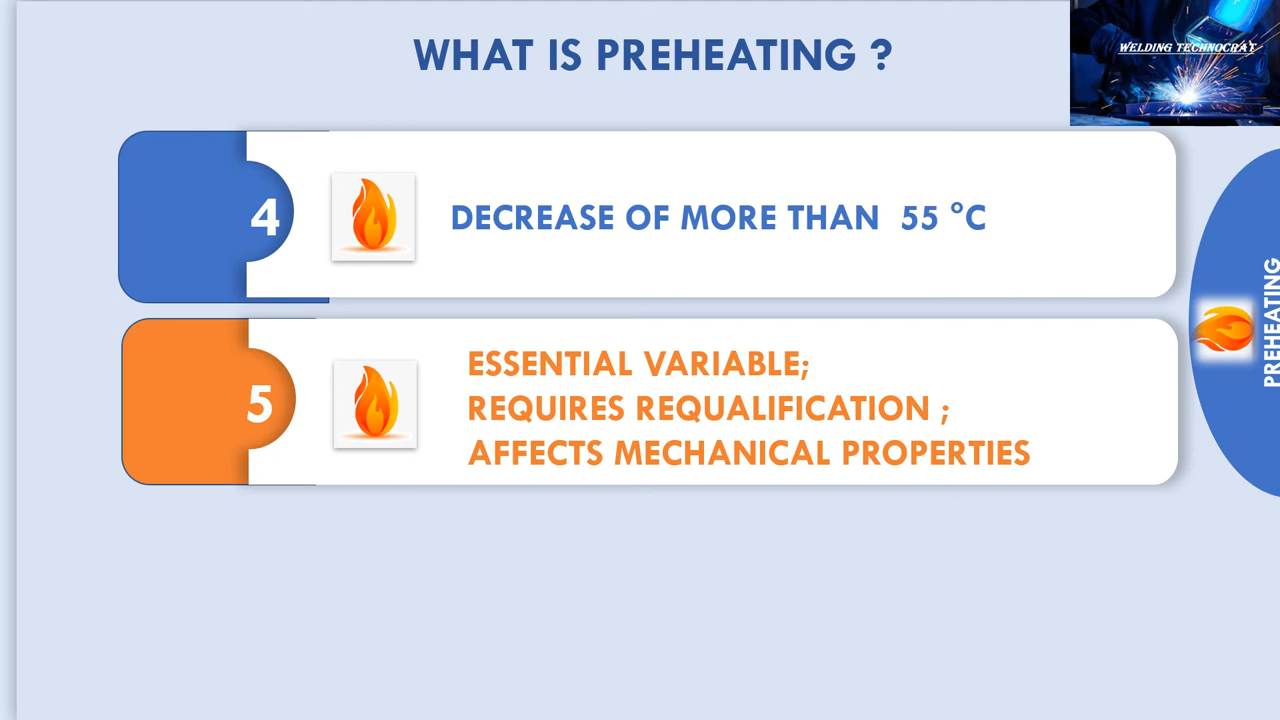 WHAT IS PREHEATING ?
WELDING TECHNOCRAT
4
DECREASE OF MORE THAN 55 °C
5
ESSENTIAL VARIABLE;
REQUIRES REQUALIFICATION ;
AFFECTS MECHANICAL PROPERTIES
PREHEATING